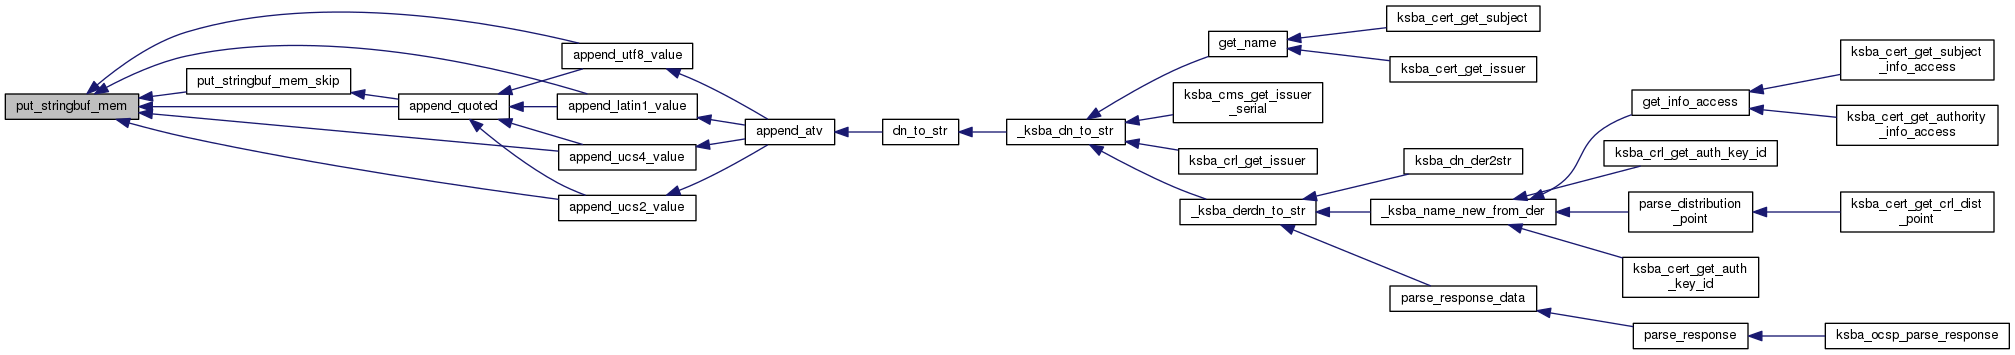 put_stringbuf_mem
put_stringbuf_mem_skip
append_quoted
append_utf8_value
append_latin1_value
append_ucs4_value
append_ucs2_value
append_atv
dn_to_str
_ksba_dn_to_str
get_name
ksba_cert_get_subject
ksba_cert_get_issuer
ksba_cms_get_issuer
_serial
ksba_crl_get_issuer
_ksba_derdn_to_str
ksba_dn_der2str
_ksba_name_new_from_der
get_info_access
ksba_cert_get_subject
_info_access
ksba_cert_get_authority
_info_access
ksba_crl_get_auth_key_id
parse_distribution
_point
ksba_cert_get_crl_dist
_point
ksba_cert_get_auth
_key_id
parse_response_data
parse_response
ksba_ocsp_parse_response